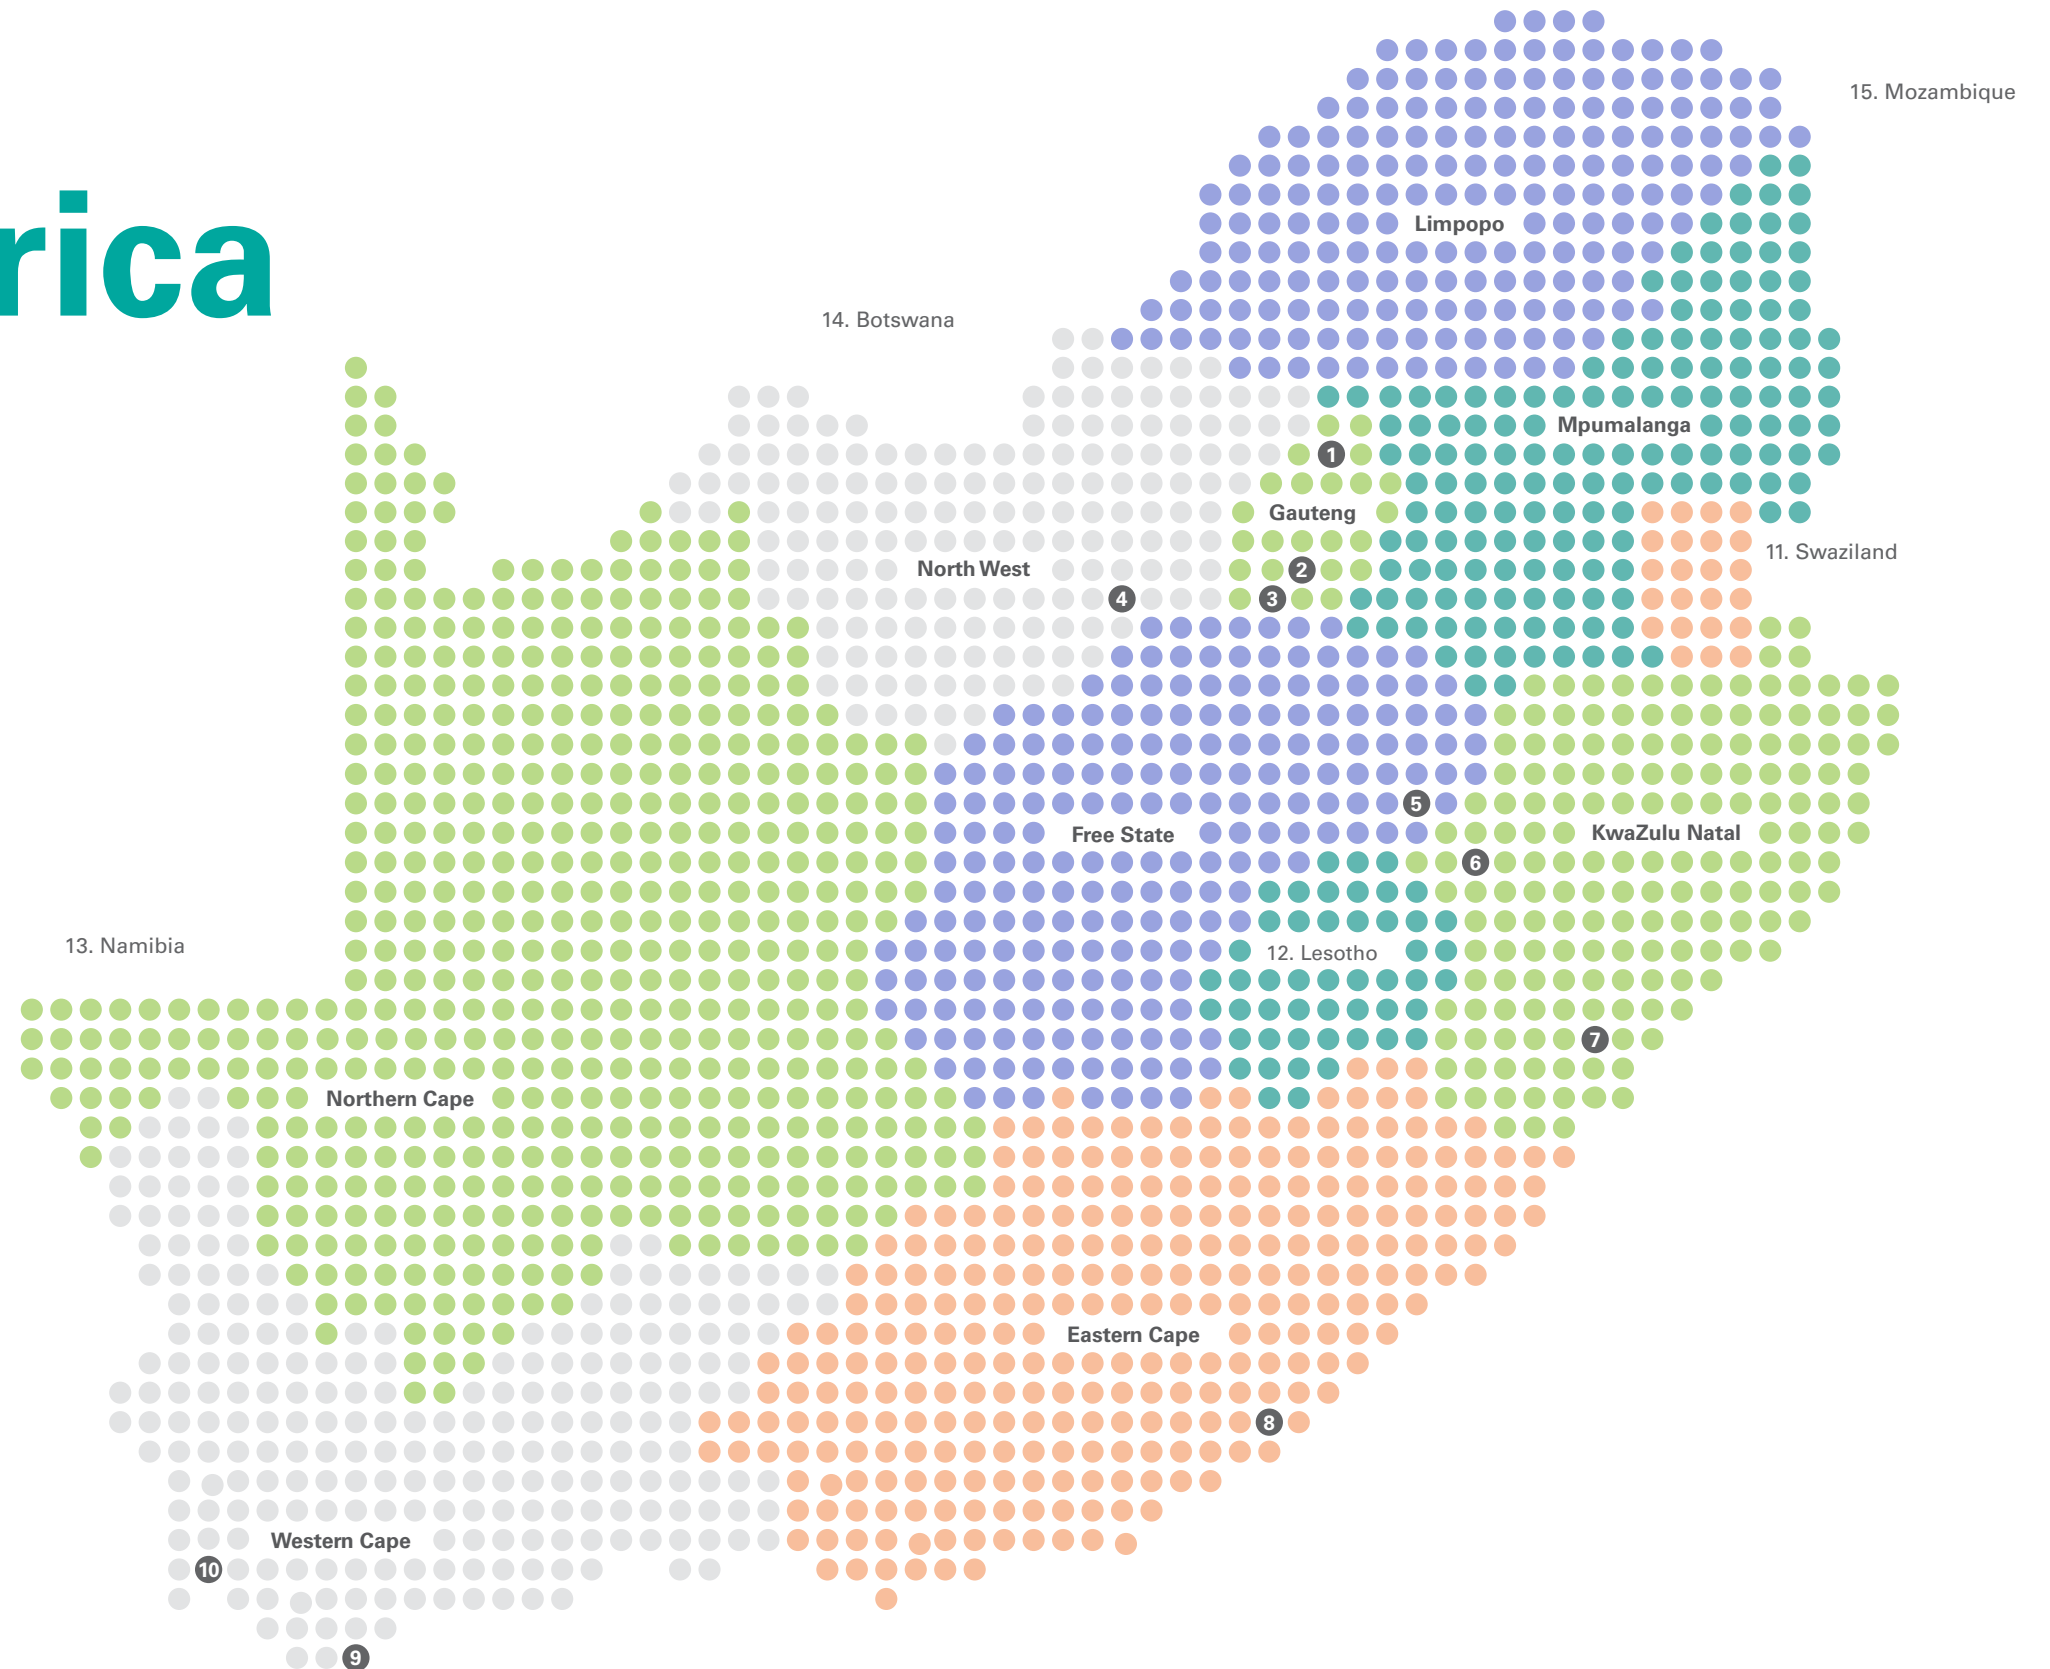 15. Mozambique
rica
Limpopo
14. Botswana
Mpumalanga
1
Gauteng
11. Swaziland
North West
2
4
3
5
Free State
KwaZulu Natal
6
13. Namibia
12. Lesotho
7
Northern Cape
Eastern Cape
8
Western Cape
10
9